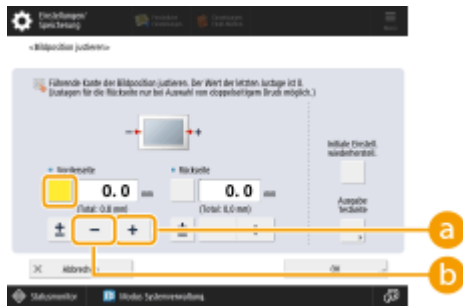 Einstellungen/
Speicherung
<Bildposition justieren>
Führende Kante der Bildposition justieren. Der Wert der letzten Justage ist 0.
(Justagen für die Rückseite nur bei Auswahl von doppelseitigem Druck möglich.)
- +
Vorderseite
Rückseite
0.0 mm
0.0 mm
(Total: 0,0 mm)
(Total: 0,0 mm)
± - +
±
Initiale Einstell.
wiederherstell.
Ausgabe
Testseite
a
b
Abbrechen
OK
Statusmonitor
Modus Systemverwaltung